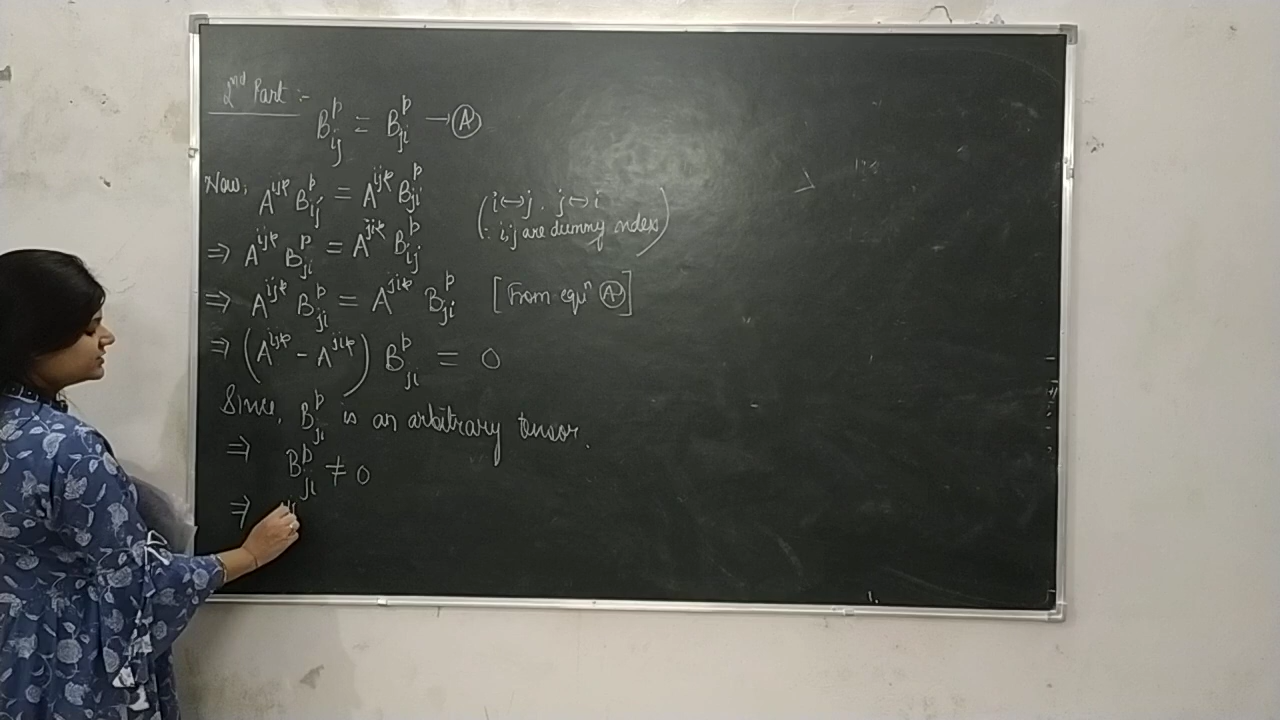 2nd Part :-
B^p_ij = B^p_ji → (A)
Now, A^ijk B^p_ij = A^ijk B^p_ji
(i↔j, j↔i
∵ i,j are dummy index)
⇒ A^ijk B^p_ji = A^jik B^p_ij
⇒ A^ijk B^p_ji = A^jik B^p_ji [From equn (A)]
⇒ (A^ijk - A^jik) B^p_ji = 0
Since, B^p_ji is an arbitrary tensor.
⇒ B^p_ji ≠ 0
⇒